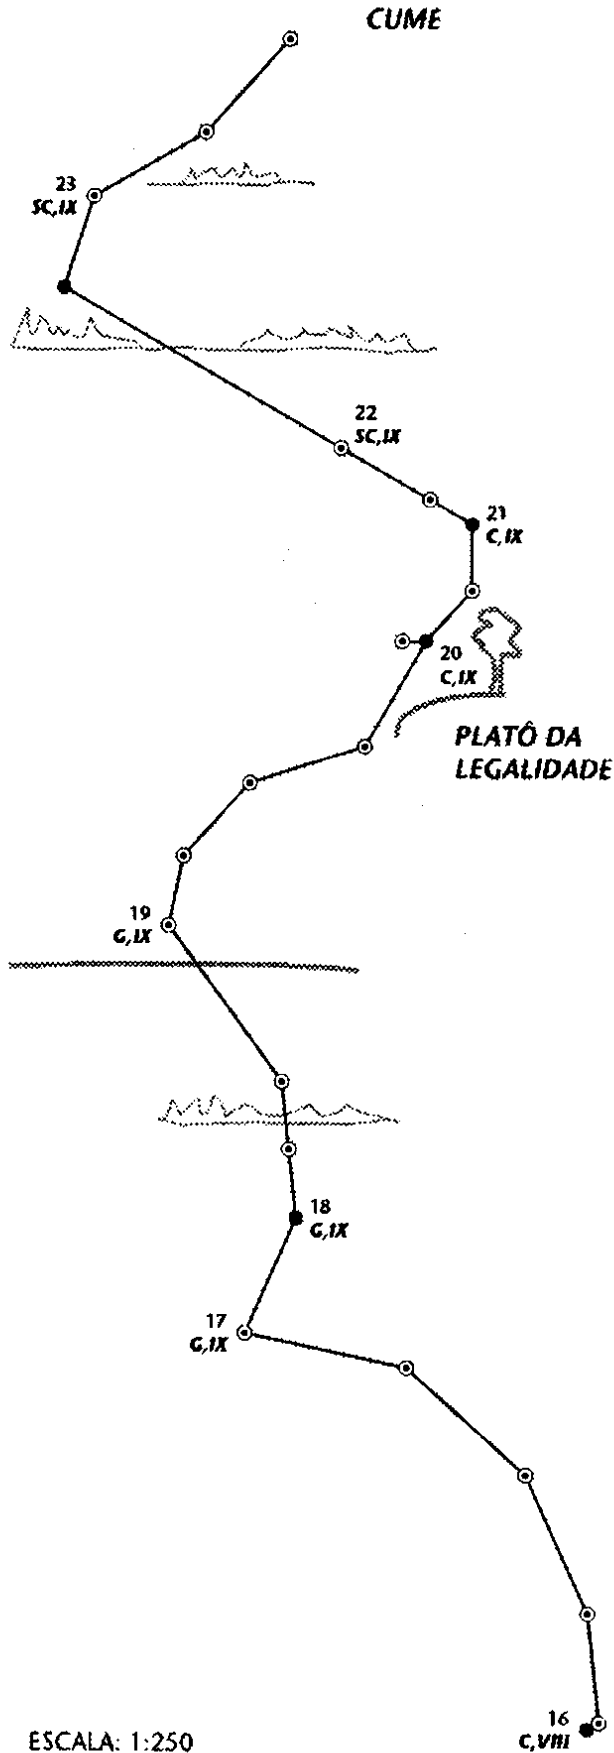 CUME
23
SC,IX
22
SC,IX
21
C,IX
20
C,IX
PLATÔ DA
LEGALIDADE
19
G,IX
18
G,IX
17
G,IX
16
C,VIII
ESCALA: 1:250